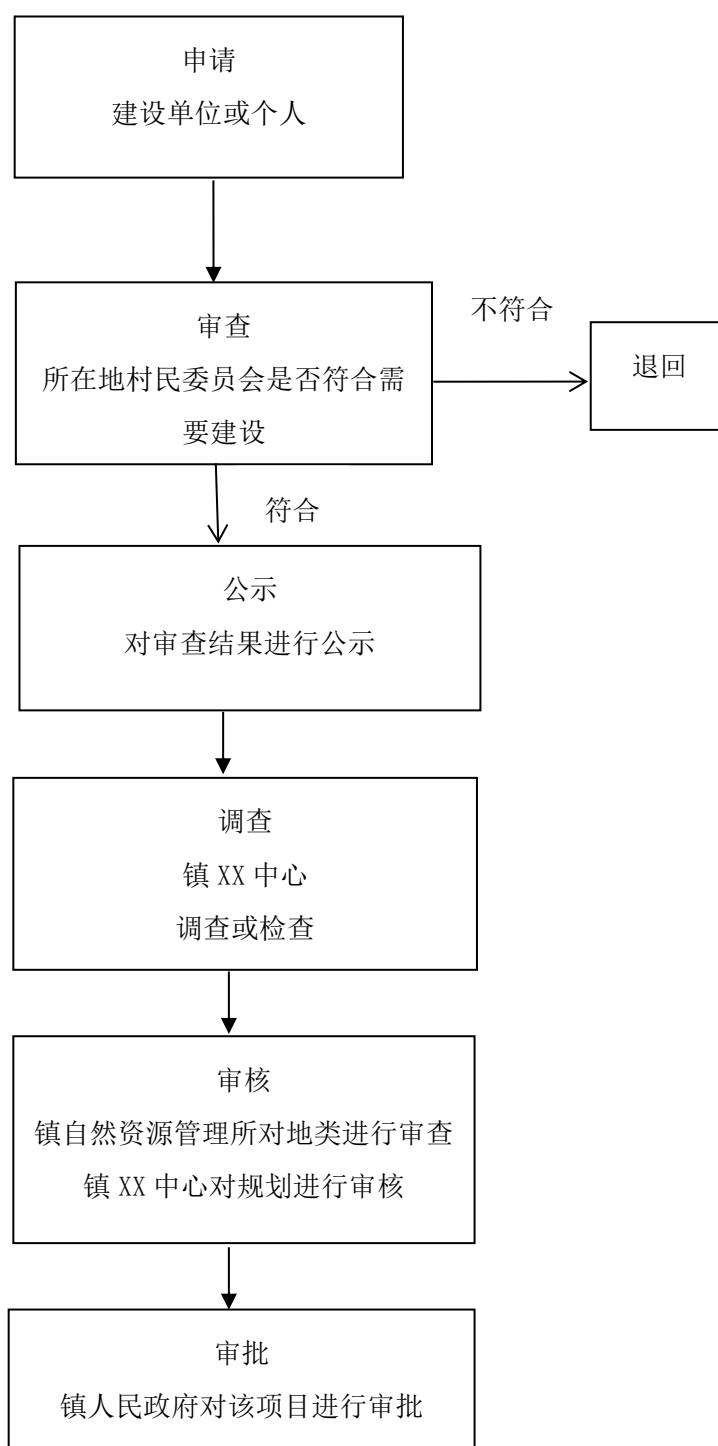 申请
建设单位或个人
审查
所在地村民委员会是否符合需
要建设
不符合
退回
符合
公示
对审查结果进行公示
调查
镇 XX 中心
调查或检查
审核
镇自然资源管理所对地类进行审查
镇 XX 中心对规划进行审核
审批
镇人民政府对该项目进行审批